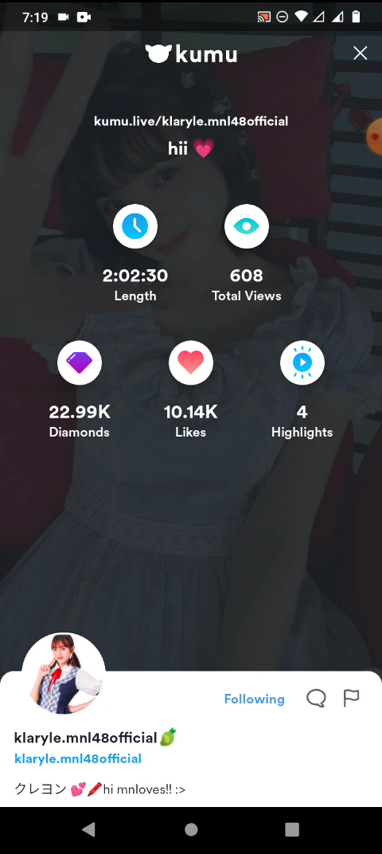 7:19
kumu
kumu.live/klaryle.mnl48official
hii 💗
2:02:30
Length
608
Total Views
22.99K
Diamonds
10.14K
Likes
4
Highlights
Following
klaryle.mnl48official🍈
klaryle.mnl48official
クレヨン 💕🖍️hi mnloves!! :>